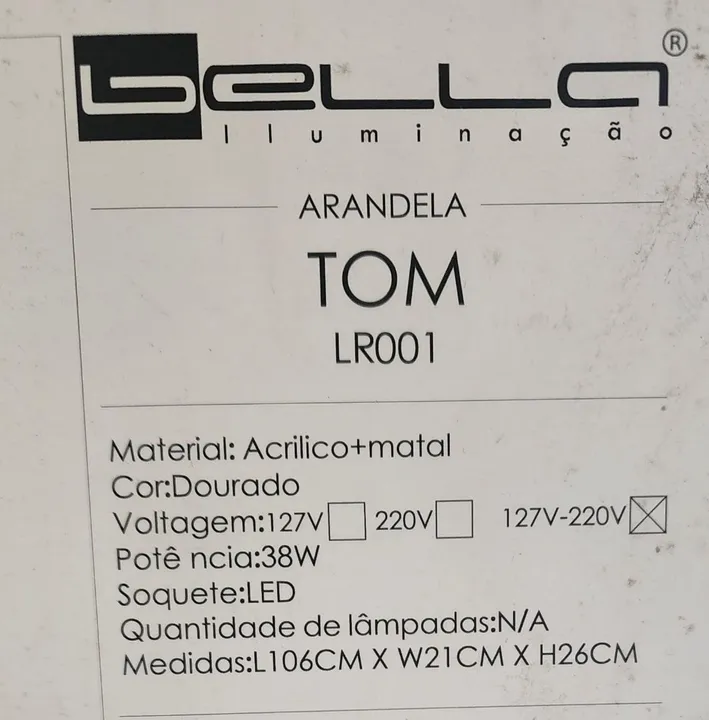 bella®
Iluminação
ARANDELA
TOM
LR001
Material: Acrilico+matal
Cor:Dourado
Voltagem:127V☐ 220V☐ 127V-220V☒
Potê ncia:38W
Soquete:LED
Quantidade de lâmpadas:N/A
Medidas:L106CM X W21CM X H26CM